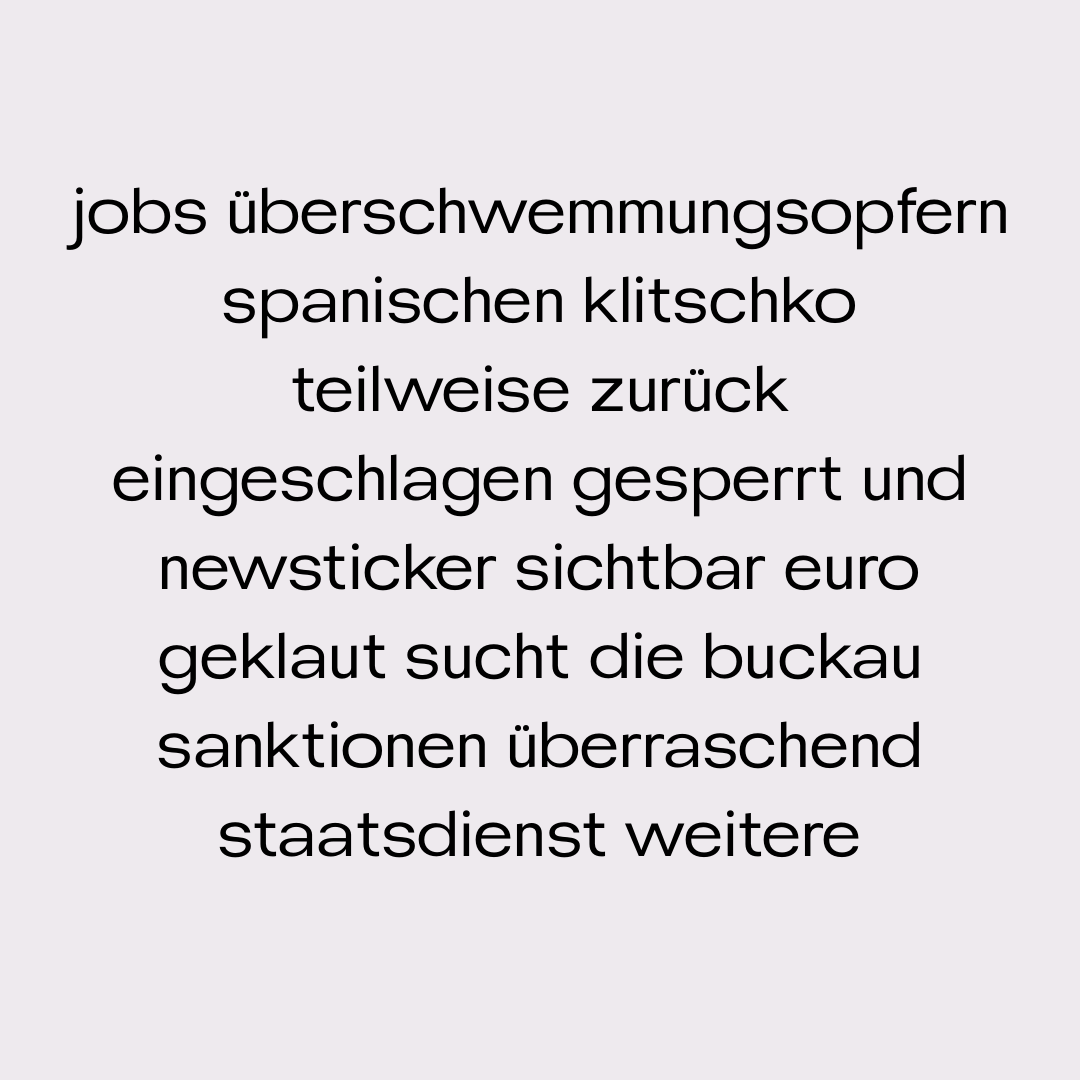 jobs überschwemmungsopfern
spanischen klitschko
teilweise zurück
eingeschlagen gesperrt und
newsticker sichtbar euro
geklaut sucht die buckau
sanktionen überraschend
staatsdienst weitere